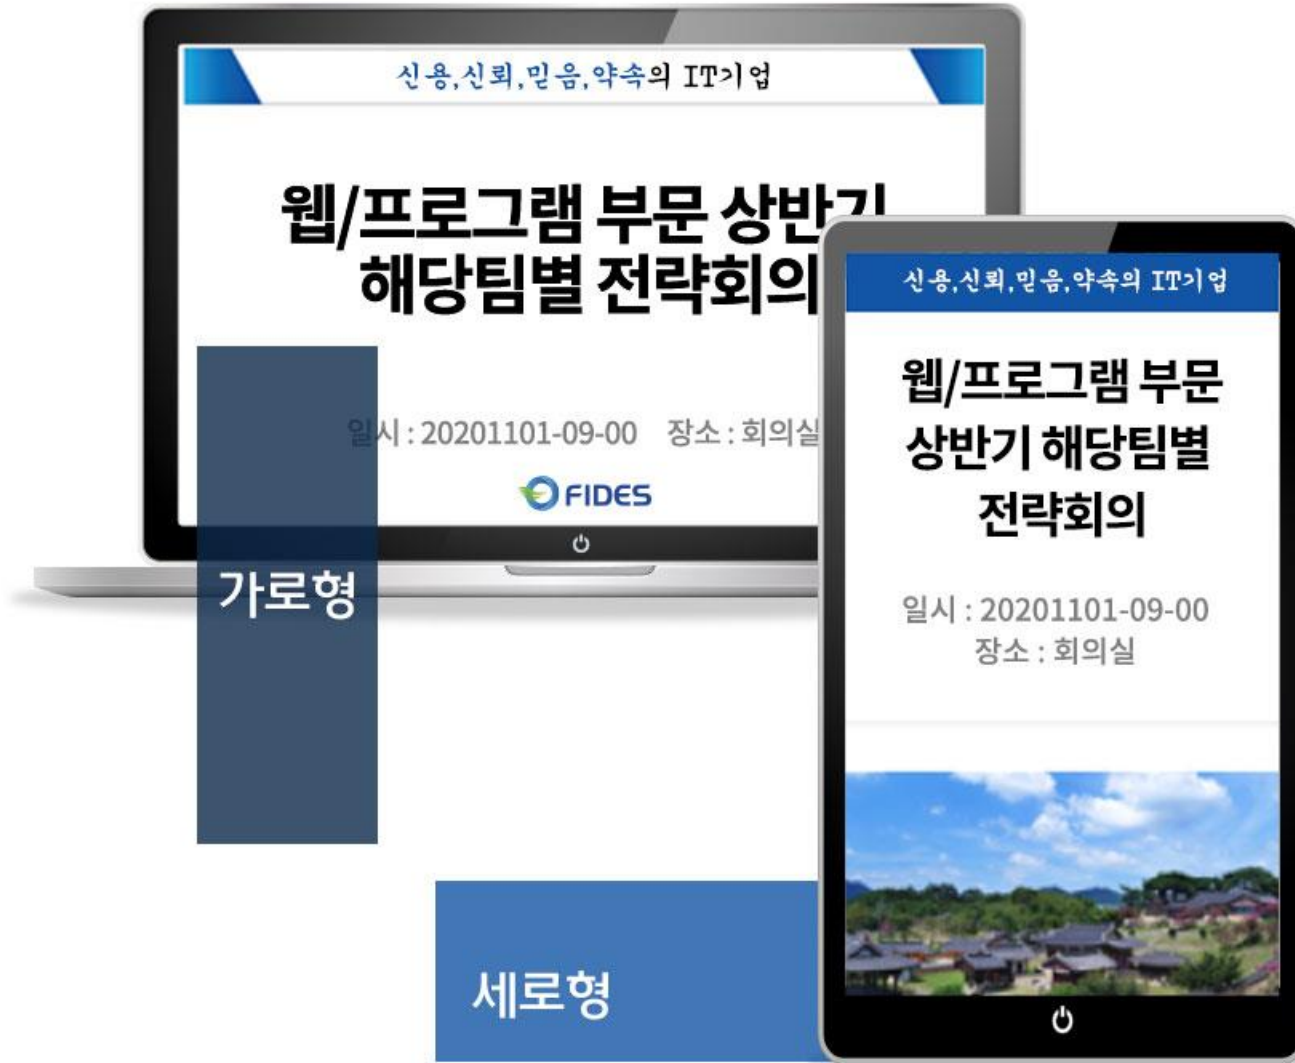 신용,신뢰,믿음,약속의 IT기업
웹/프로그램 부문 상반기
해당팀별 전략회의
일시 : 20201101-09-00 장소 : 회의실
FIDES
가로형
신용,신뢰,믿음,약속의 IT기업
웹/프로그램 부문
상반기 해당팀별
전략회의
일시 : 20201101-09-00
장소 : 회의실
세로형